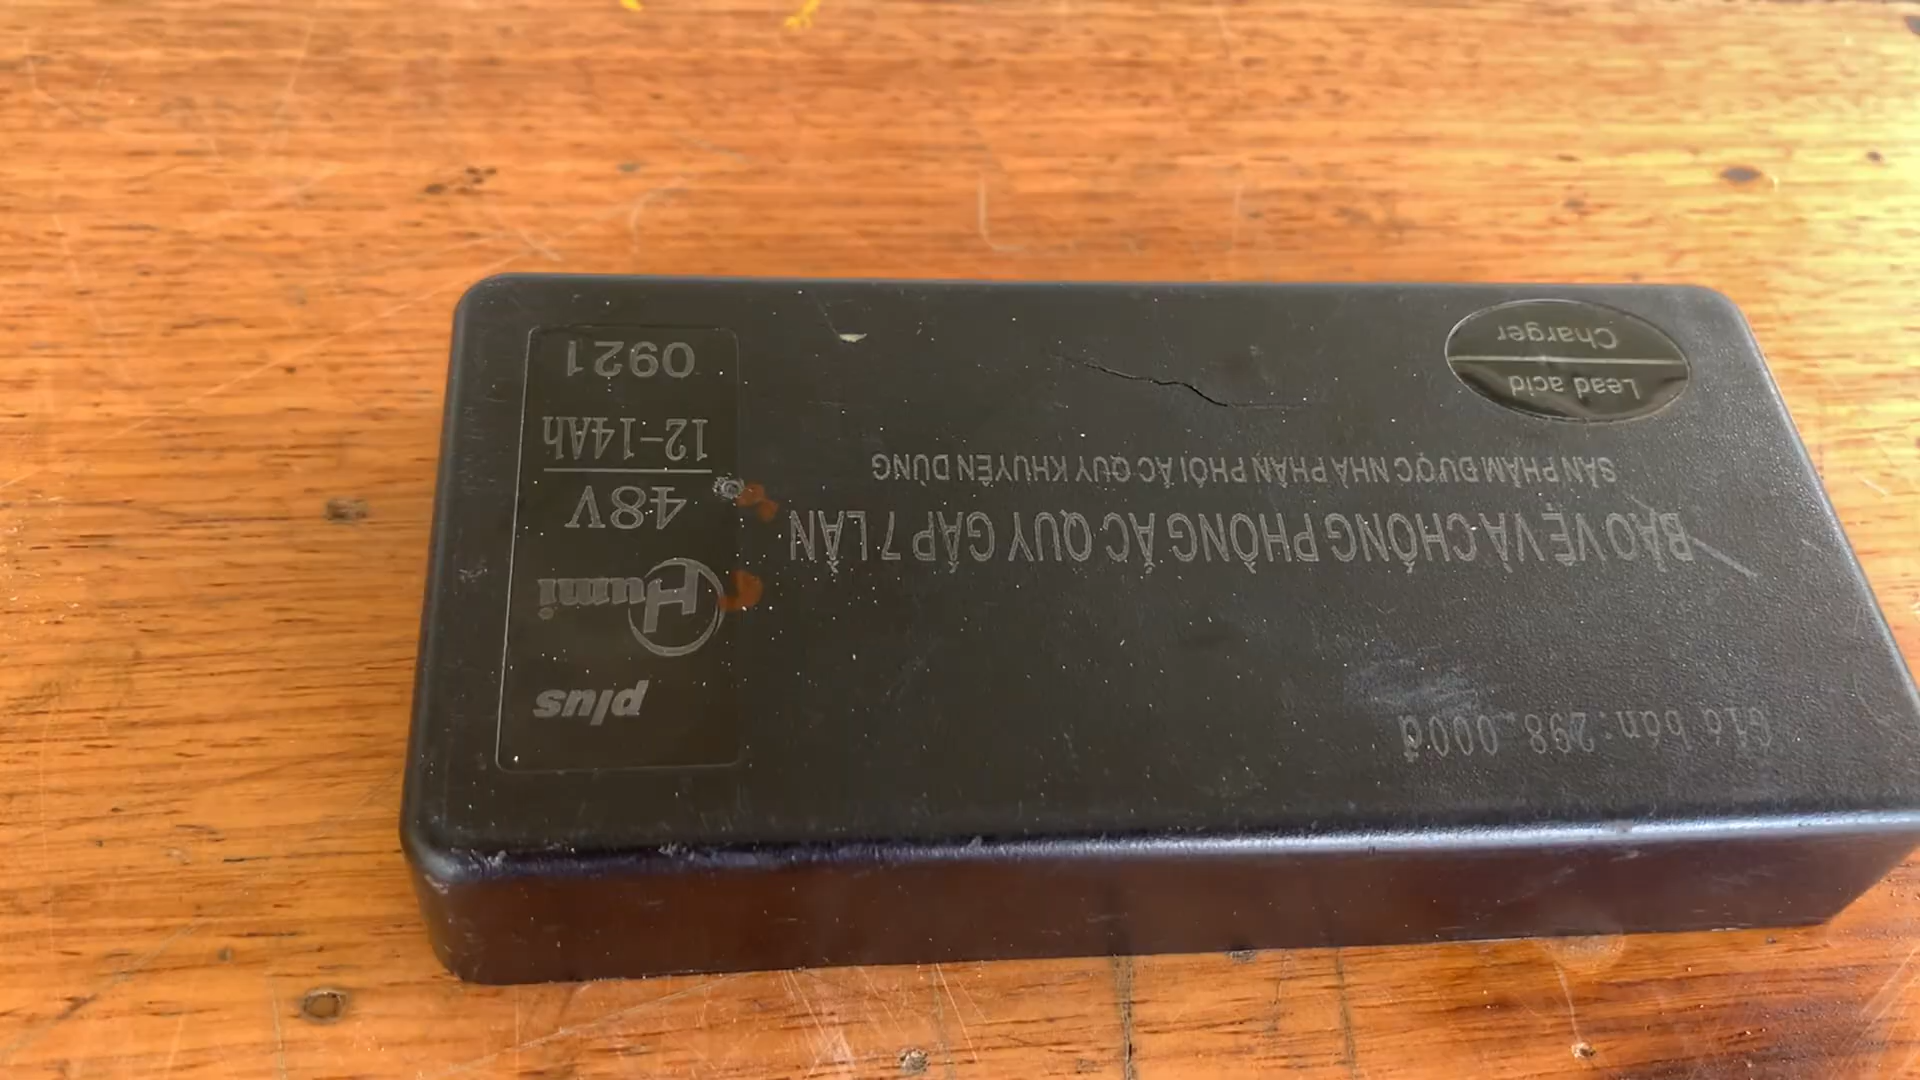 plus
Humi
48V
12-14Ah
0921
Giá bán: 298.000đ
BẢO VỆ VÀ CHỐNG PHỒNG ẮC QUY GẤP 7 LẦN
SẢN PHẨM ĐƯỢC NHÀ PHÂN PHỐI ẮC QUY KHUYÊN DÙNG
Lead acid
Charger